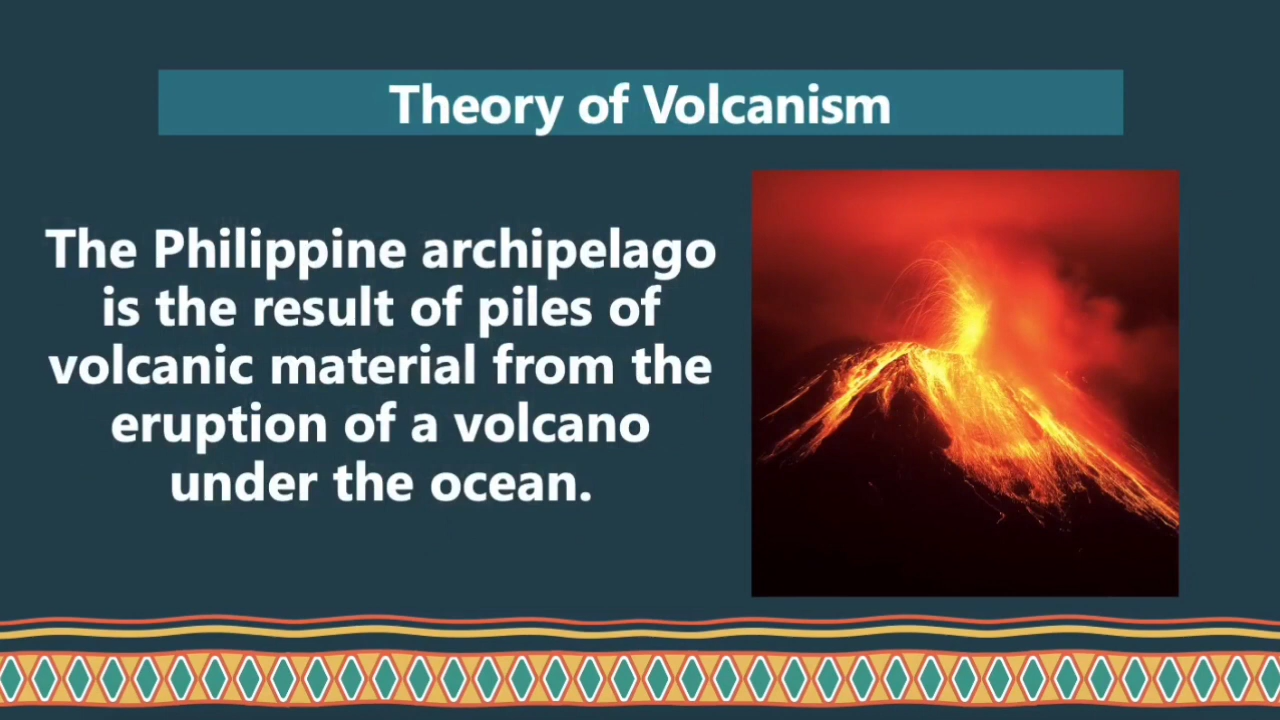 Theory of Volcanism
The Philippine archipelago
is the result of piles of
volcanic material from the
eruption of a volcano
under the ocean.